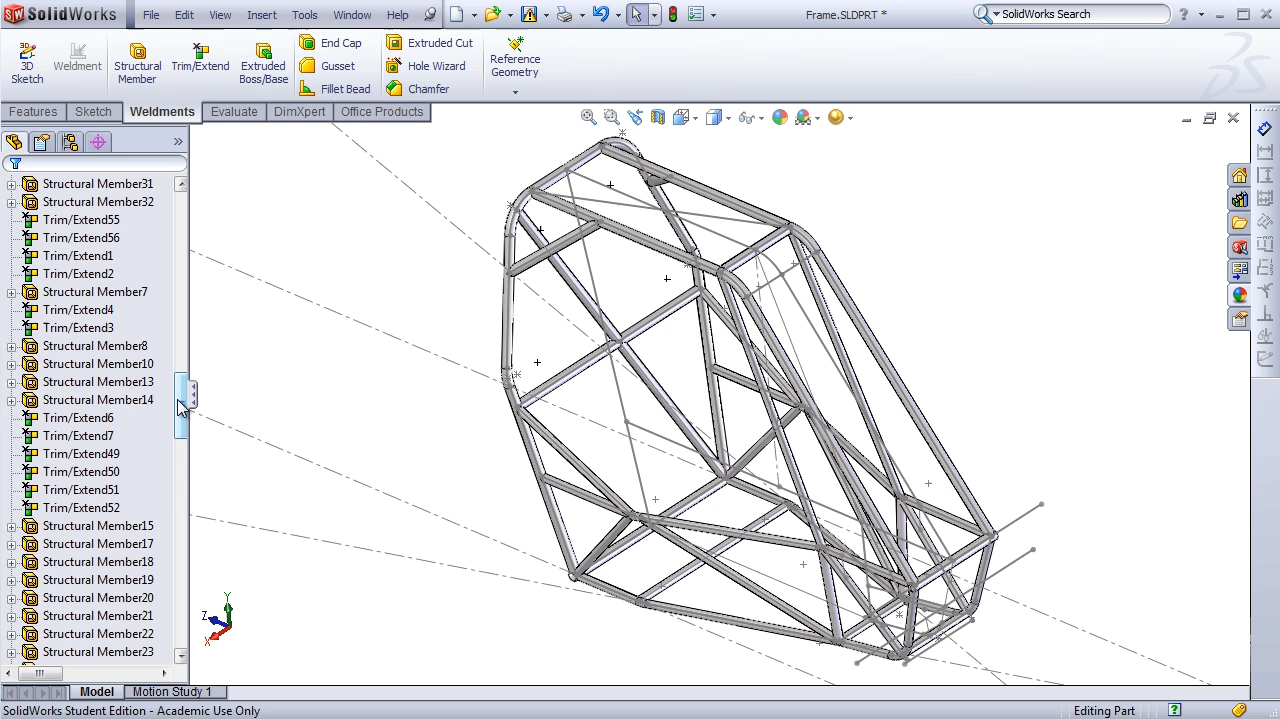 SolidWorks
File Edit View Insert Tools Window Help
Frame.SLDPRT *
SolidWorks Search
3D Sketch
Weldment
Structural Member
Trim/Extend
Extruded Boss/Base
End Cap
Gusset
Fillet Bead
Extruded Cut
Hole Wizard
Chamfer
Reference Geometry
Features Sketch Weldments Evaluate DimXpert Office Products
Structural Member31
Structural Member32
Trim/Extend55
Trim/Extend56
Trim/Extend1
Trim/Extend2
Structural Member7
Trim/Extend4
Trim/Extend3
Structural Member8
Structural Member10
Structural Member13
Structural Member14
Trim/Extend6
Trim/Extend7
Trim/Extend49
Trim/Extend50
Trim/Extend51
Trim/Extend52
Structural Member15
Structural Member17
Structural Member18
Structural Member19
Structural Member20
Structural Member21
Structural Member22
Structural Member23
Y
Z
X
Model Motion Study 1
SolidWorks Student Edition - Academic Use Only
Editing Part